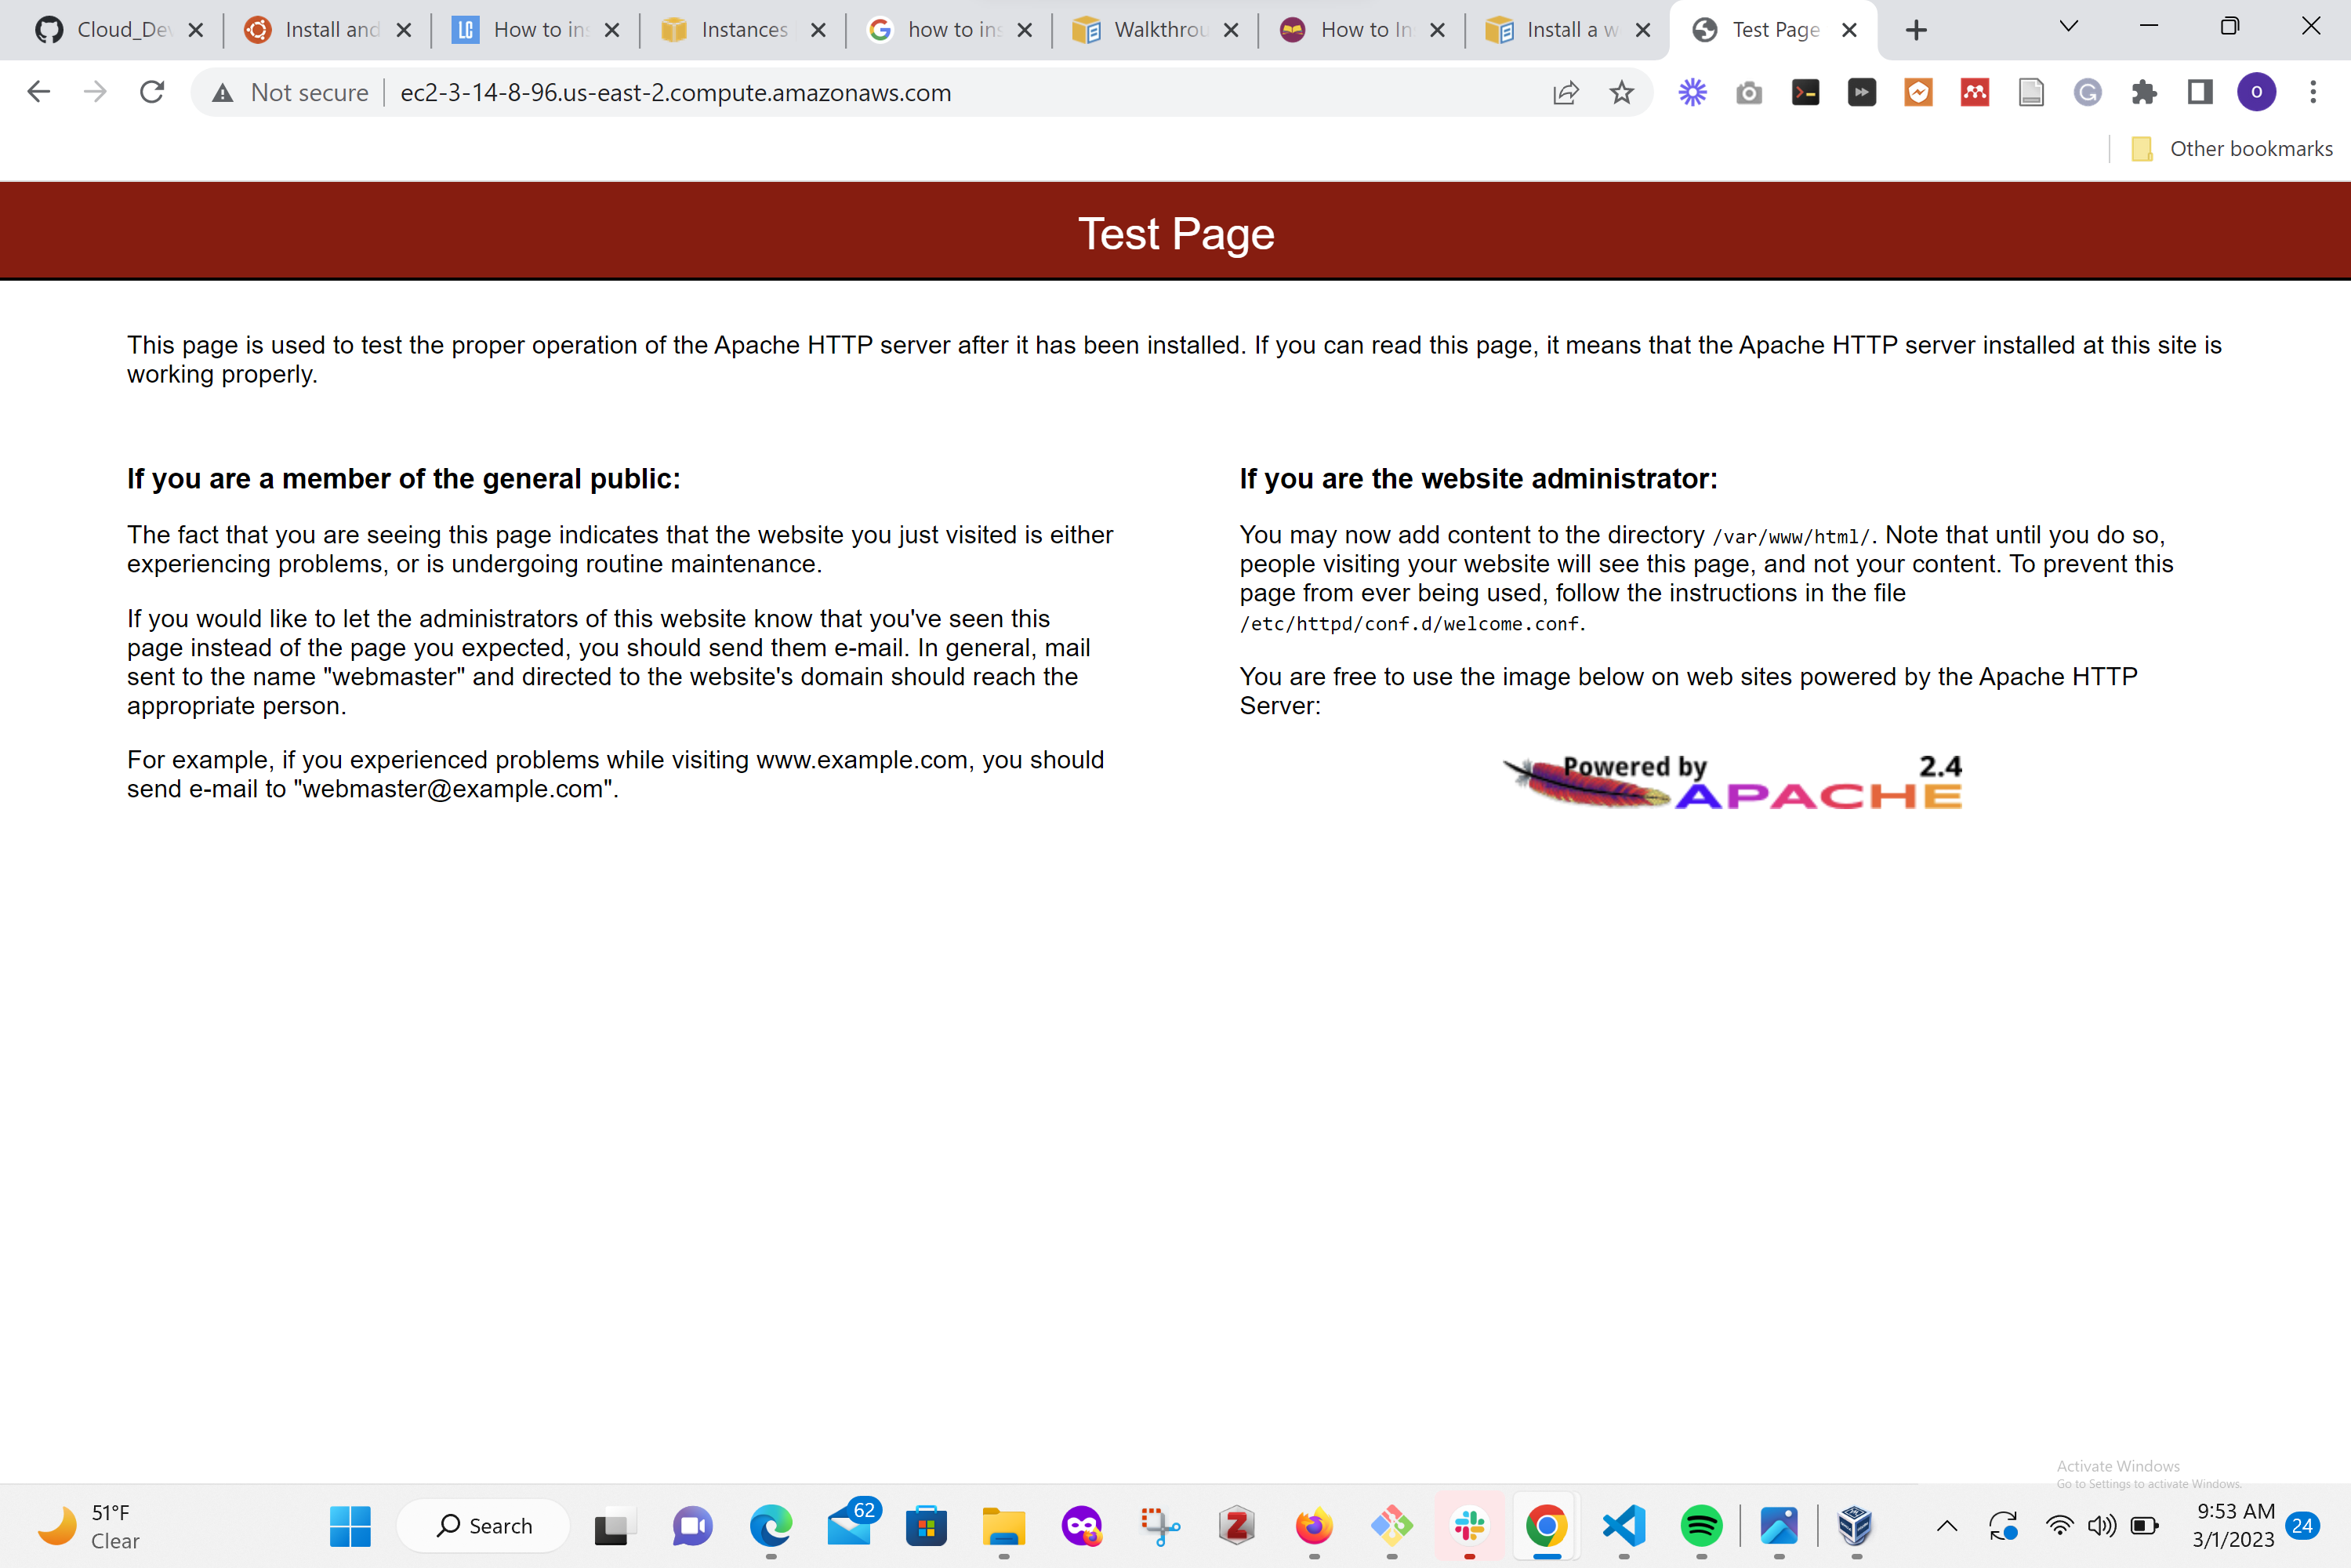 Cloud_De
Install and
LC
How to in
Instances
how to ins
Walkthrou
How to In
Install a w
Test Page
Not secure
ec2-3-14-8-96.us-east-2.compute.amazonaws.com
O
Other bookmarks
Test Page
This page is used to test the proper operation of the Apache HTTP server after it has been installed. If you can read this page, it means that the Apache HTTP server installed at this site is
working properly.
If you are a member of the general public:
The fact that you are seeing this page indicates that the website you just visited is either
experiencing problems, or is undergoing routine maintenance.
If you would like to let the administrators of this website know that you've seen this
page instead of the page you expected, you should send them e-mail. In general, mail
sent to the name "webmaster" and directed to the website's domain should reach the
appropriate person.
For example, if you experienced problems while visiting www.example.com, you should
send e-mail to "webmaster@example.com".
If you are the website administrator:
You may now add content to the directory /var/www/html/. Note that until you do so,
people visiting your website will see this page, and not your content. To prevent this
page from ever being used, follow the instructions in the file
/etc/httpd/conf.d/welcome.conf.
You are free to use the image below on web sites powered by the Apache HTTP
Server:
Powered by 2.4
APACHE
Activate Windows
Go to Settings to activate Windows.
51°F
Clear
Search
62
Z
9:53 AM
3/1/2023
24